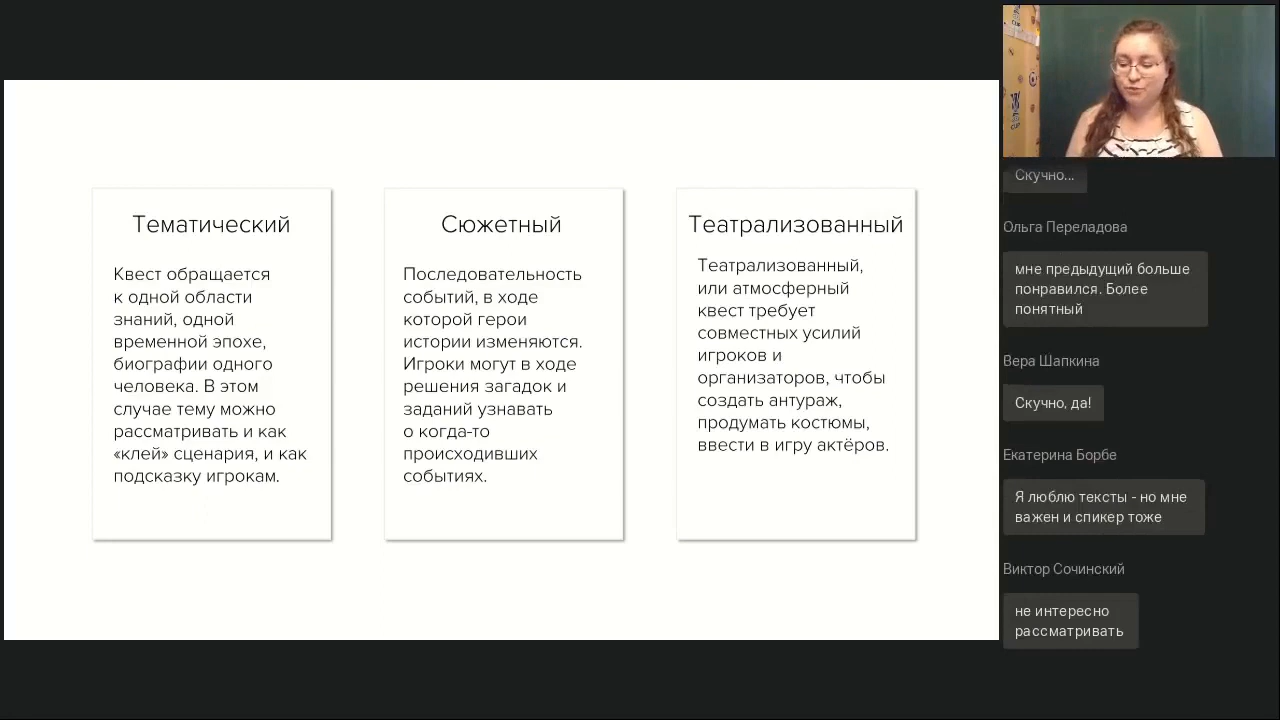 Тематический
Квест обращается
к одной области
знаний, одной
временной эпохе,
биографии одного
человека. В этом
случае тему можно
рассматривать и как
«клей» сценария, и как
подсказку игрокам.
Сюжетный
Последовательность
событий, в ходе
которой герои
истории изменяются.
Игроки могут в ходе
решения загадок и
заданий узнавать
о когда-то
происходивших
событиях.
Театрализованный
Театрализованный,
или атмосферный
квест требует
совместных усилий
игроков и
организаторов, чтобы
создать антураж,
продумать костюмы,
ввести в игру актёров.
Скучно...
Ольга Переладова
мне предыдущий больше
понравился. Более
понятный
Вера Шапкина
Скучно, да!
Екатерина Борбе
Я люблю тексты - но мне
важен и спикер тоже
Виктор Сочинский
не интересно
рассматривать